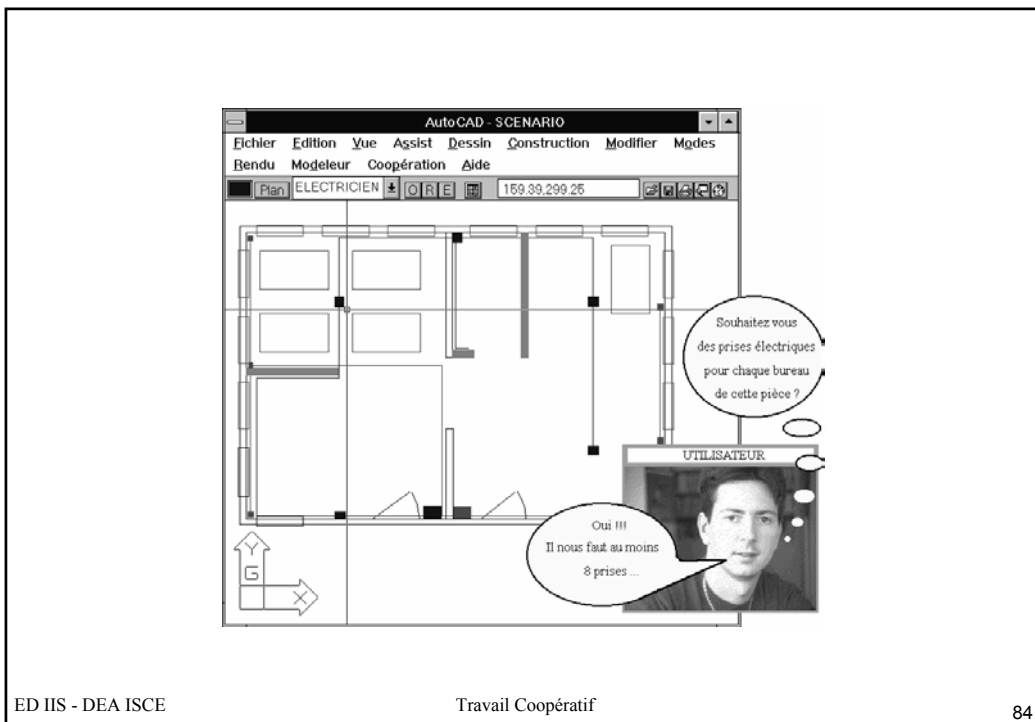 AutoCAD - SCENARIO
Fichier Edition Vue Assist Dessin Construction Modifier Modes
Rendu Modeleur Coopération Aide
Plan ELECTRICIEN O R E 159.39,299.25
Souhaitez vous
des prises électriques
pour chaque bureau
de cette pièce ?
UTILISATEUR
Oui !!!
Il nous faut au moins
8 prises ...
Y
G
X
ED IIS - DEA ISCE Travail Coopératif 84